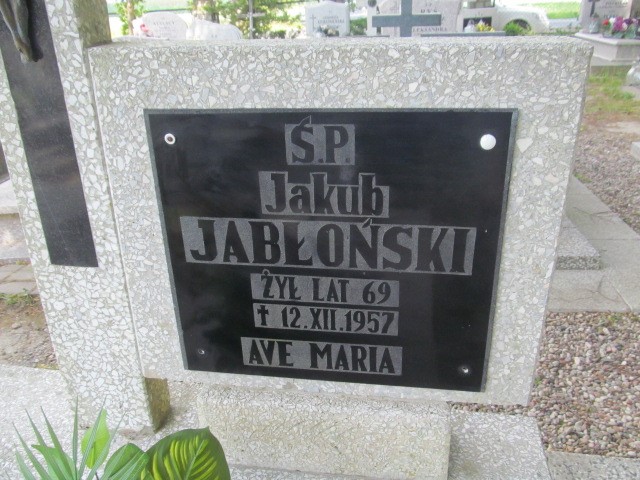 Ś.P.
Jakub
JABŁOŃSKI
ŻYŁ LAT 69
✝ 12.XII.1957
AVE MARIA